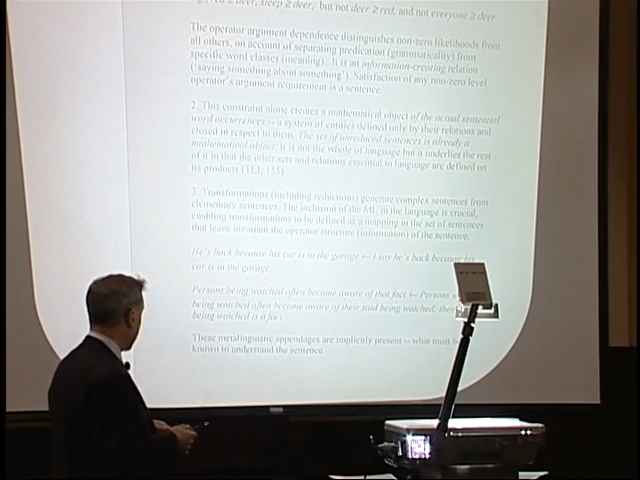 deer, sleep ≥ deer, but not deer ≥ red, and not everyone ≥ deer
The operator argument dependence distinguishes non-zero likelihoods from
all others, on account of separating predication (grammaticality) from
specific word classes (meaning). It is an information-creating relation
('saying something about something'). Satisfaction of any non-zero level
operator's argument requirement is a sentence.
2. This constraint alone creates a mathematical object of the actual sentential
word occurrences -- a system of entities defined only by their relations and
closed in respect to them. The set of unreduced sentences is already a
mathematical object. It is not the whole of language but it underlies the rest
of it in that the other sets and relations essential to language are defined on
its products (TLI,
3. Transformations (including reductions) generate complex sentences from
elementary sentences. The inclusion of the ML in the language is crucial,
enabling transformations to be defined as a mapping in the set of sentences
that leave invariant the operator structure (information) of the sentence.
He's back because his car is in the garage ← I say he's back because his
car is in the garage.
Persons being watched often become aware of that fact ← Persons
being watched often become aware of their said being watched; their
being watched is a fact.
These metalinguistic appendages are implicitly present -- what must be
known to understand the sentence.